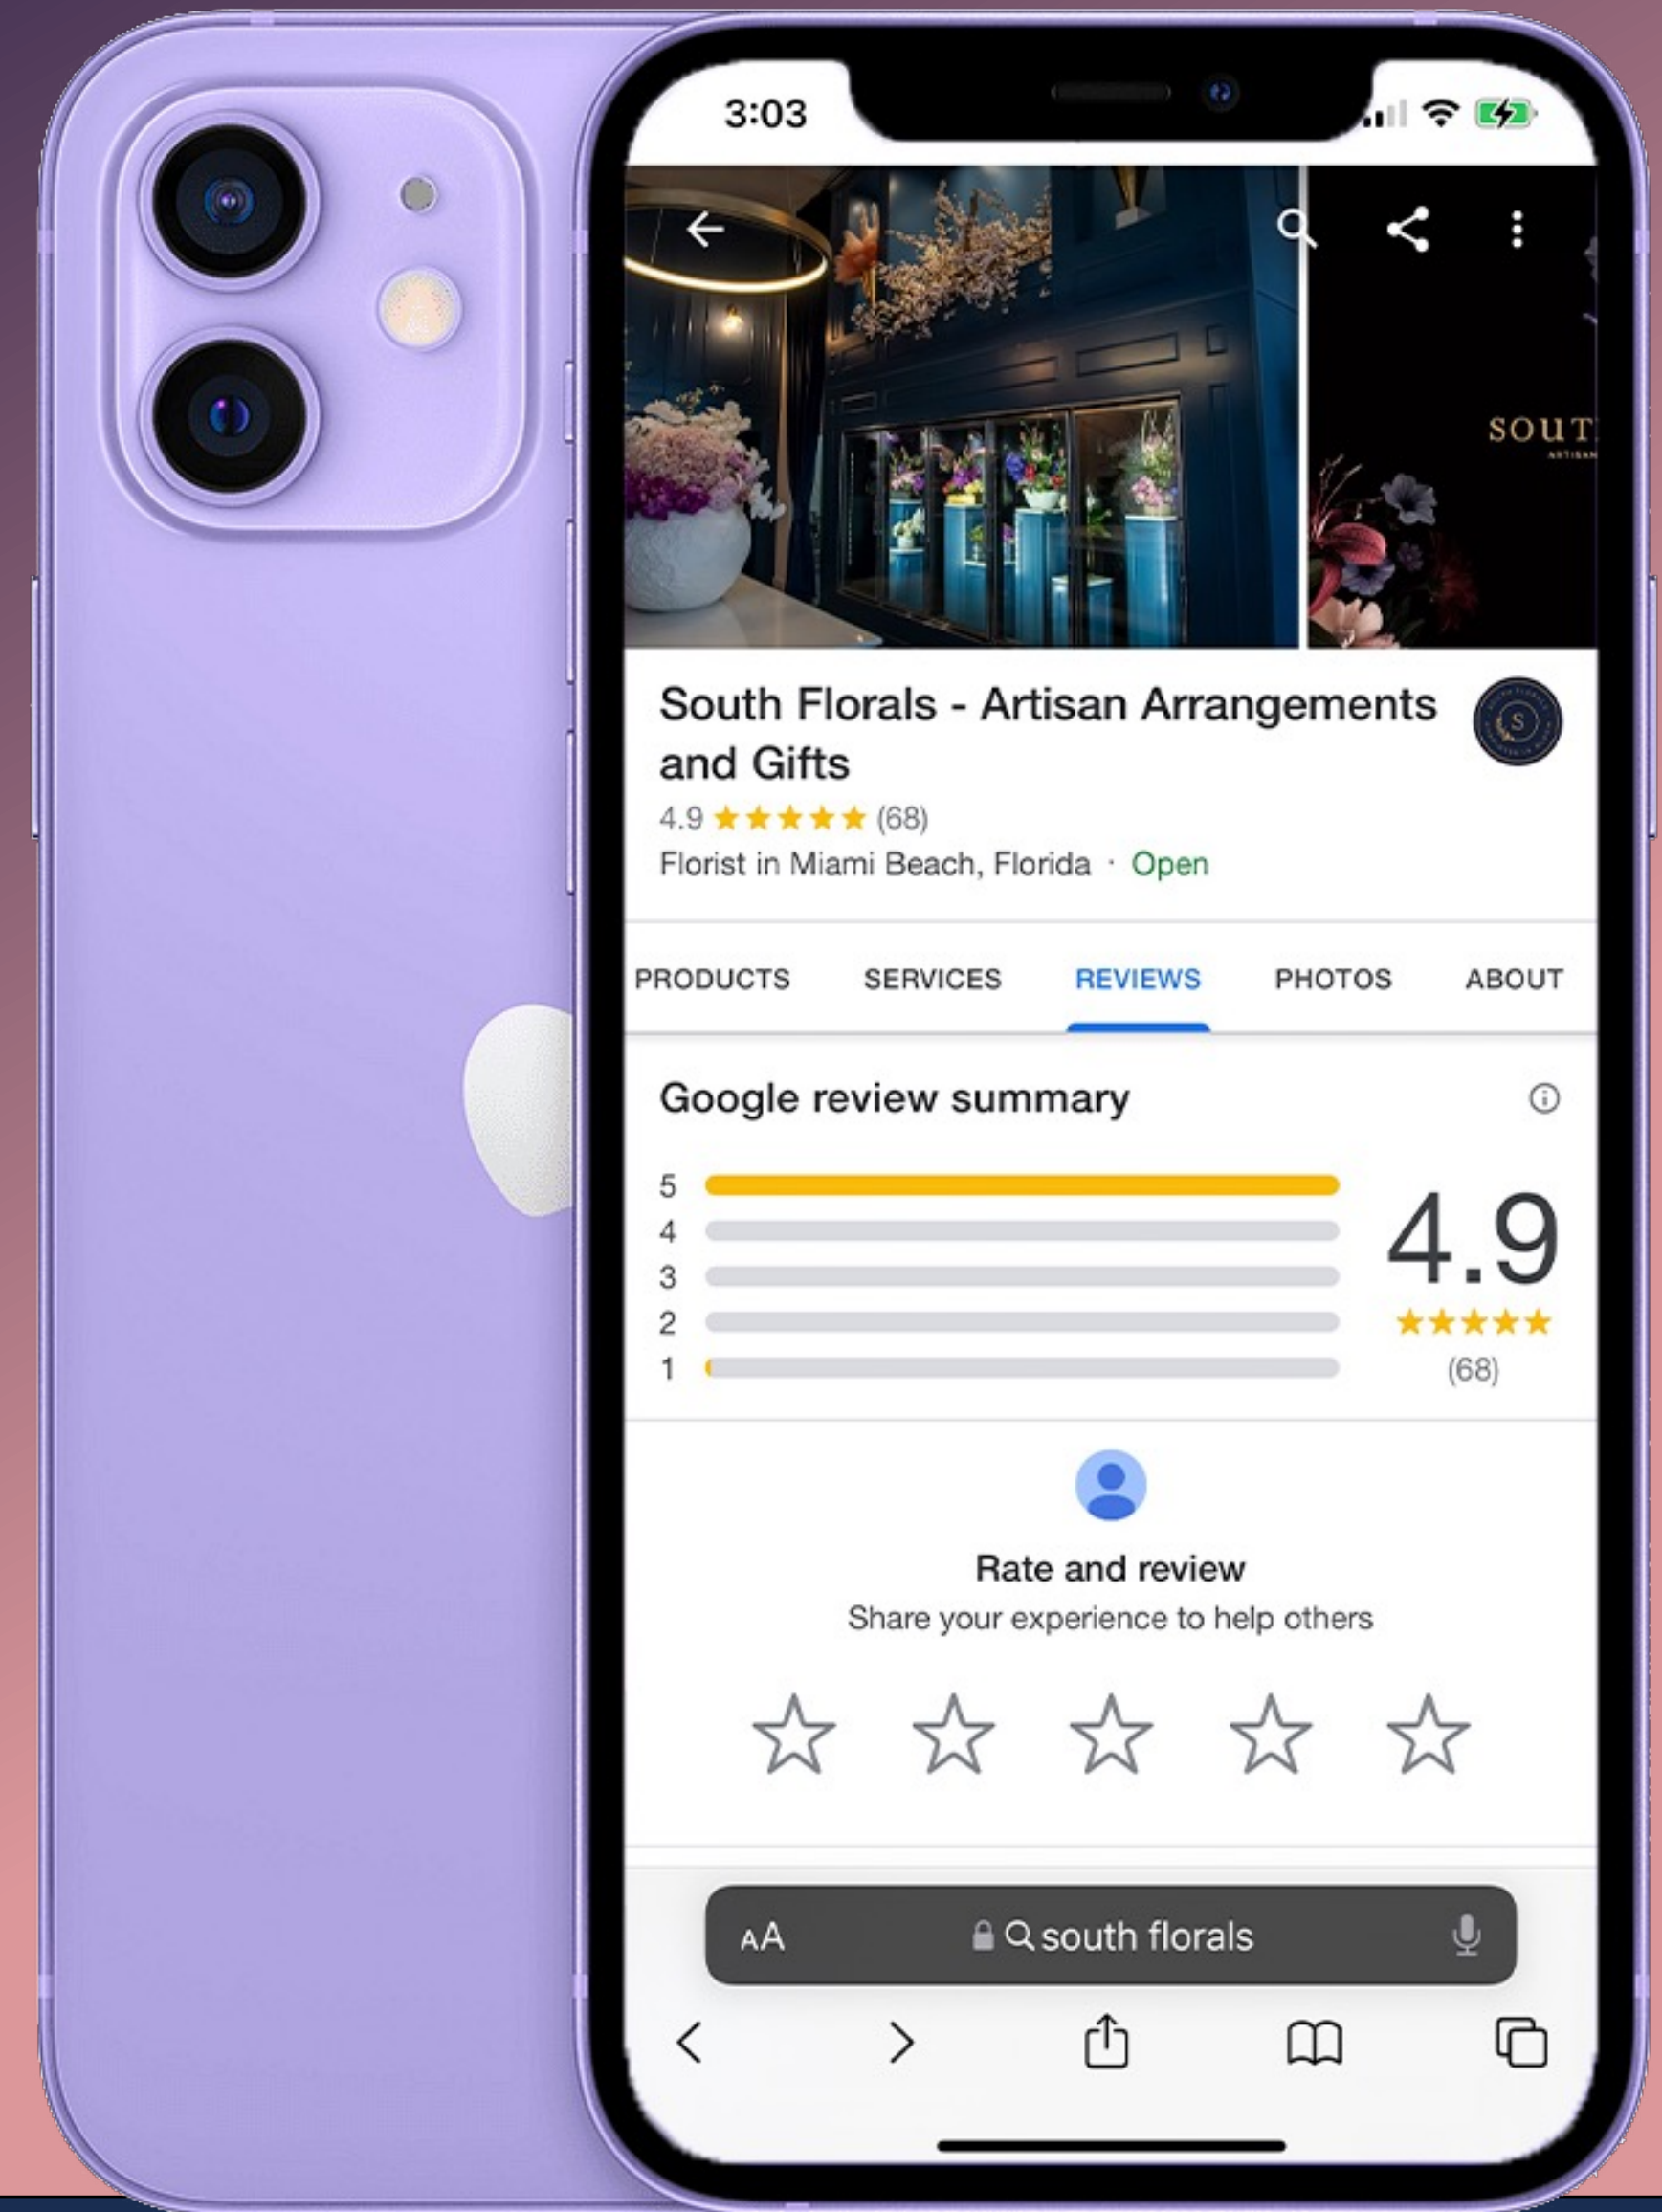 3:03
SOUT
ARTISAN
South Florals - Artisan Arrangements
and Gifts
S
4.9 ★★★★★ (68)
Florist in Miami Beach, Florida · Open
PRODUCTS SERVICES REVIEWS PHOTOS ABOUT
Google review summary
5
4
3
2
1
4.9
(68)
Rate and review
Share your experience to help others
AA south florals